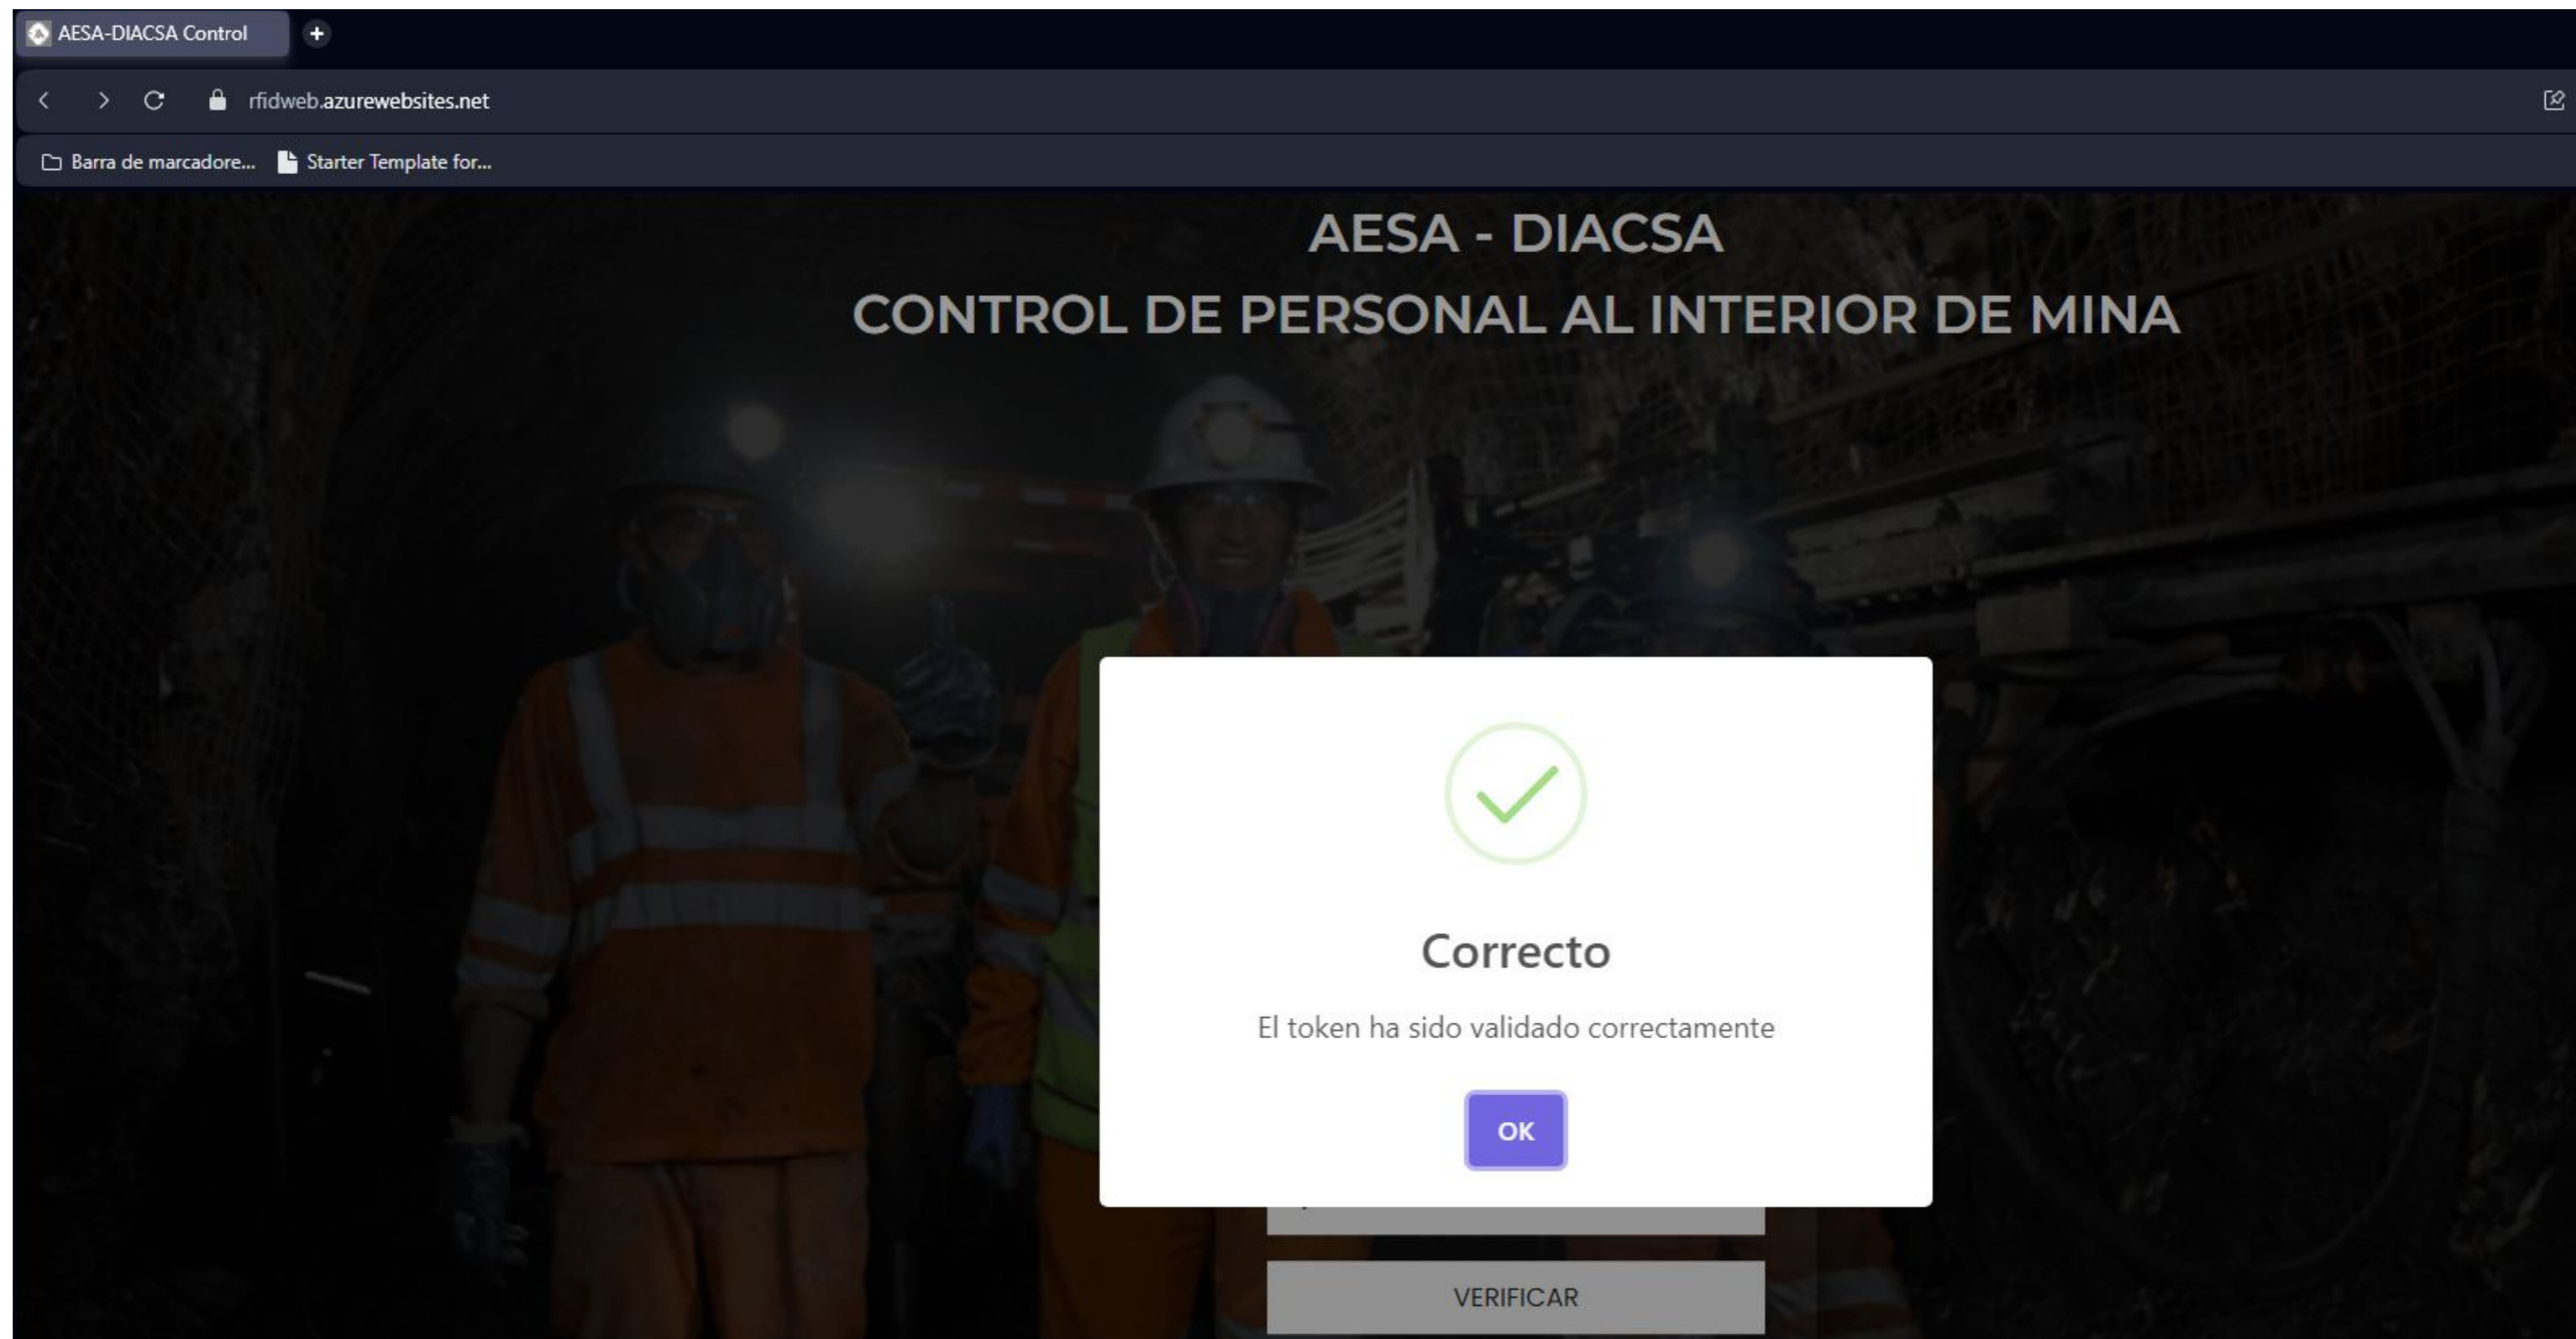 AESA-DIACSA Control
rfidweb.azurewebsites.net
Barra de marcadore... Starter Template for...
AESA - DIACSA
CONTROL DE PERSONAL AL INTERIOR DE MINA
Correcto
El token ha sido validado correctamente
OK
VERIFICAR